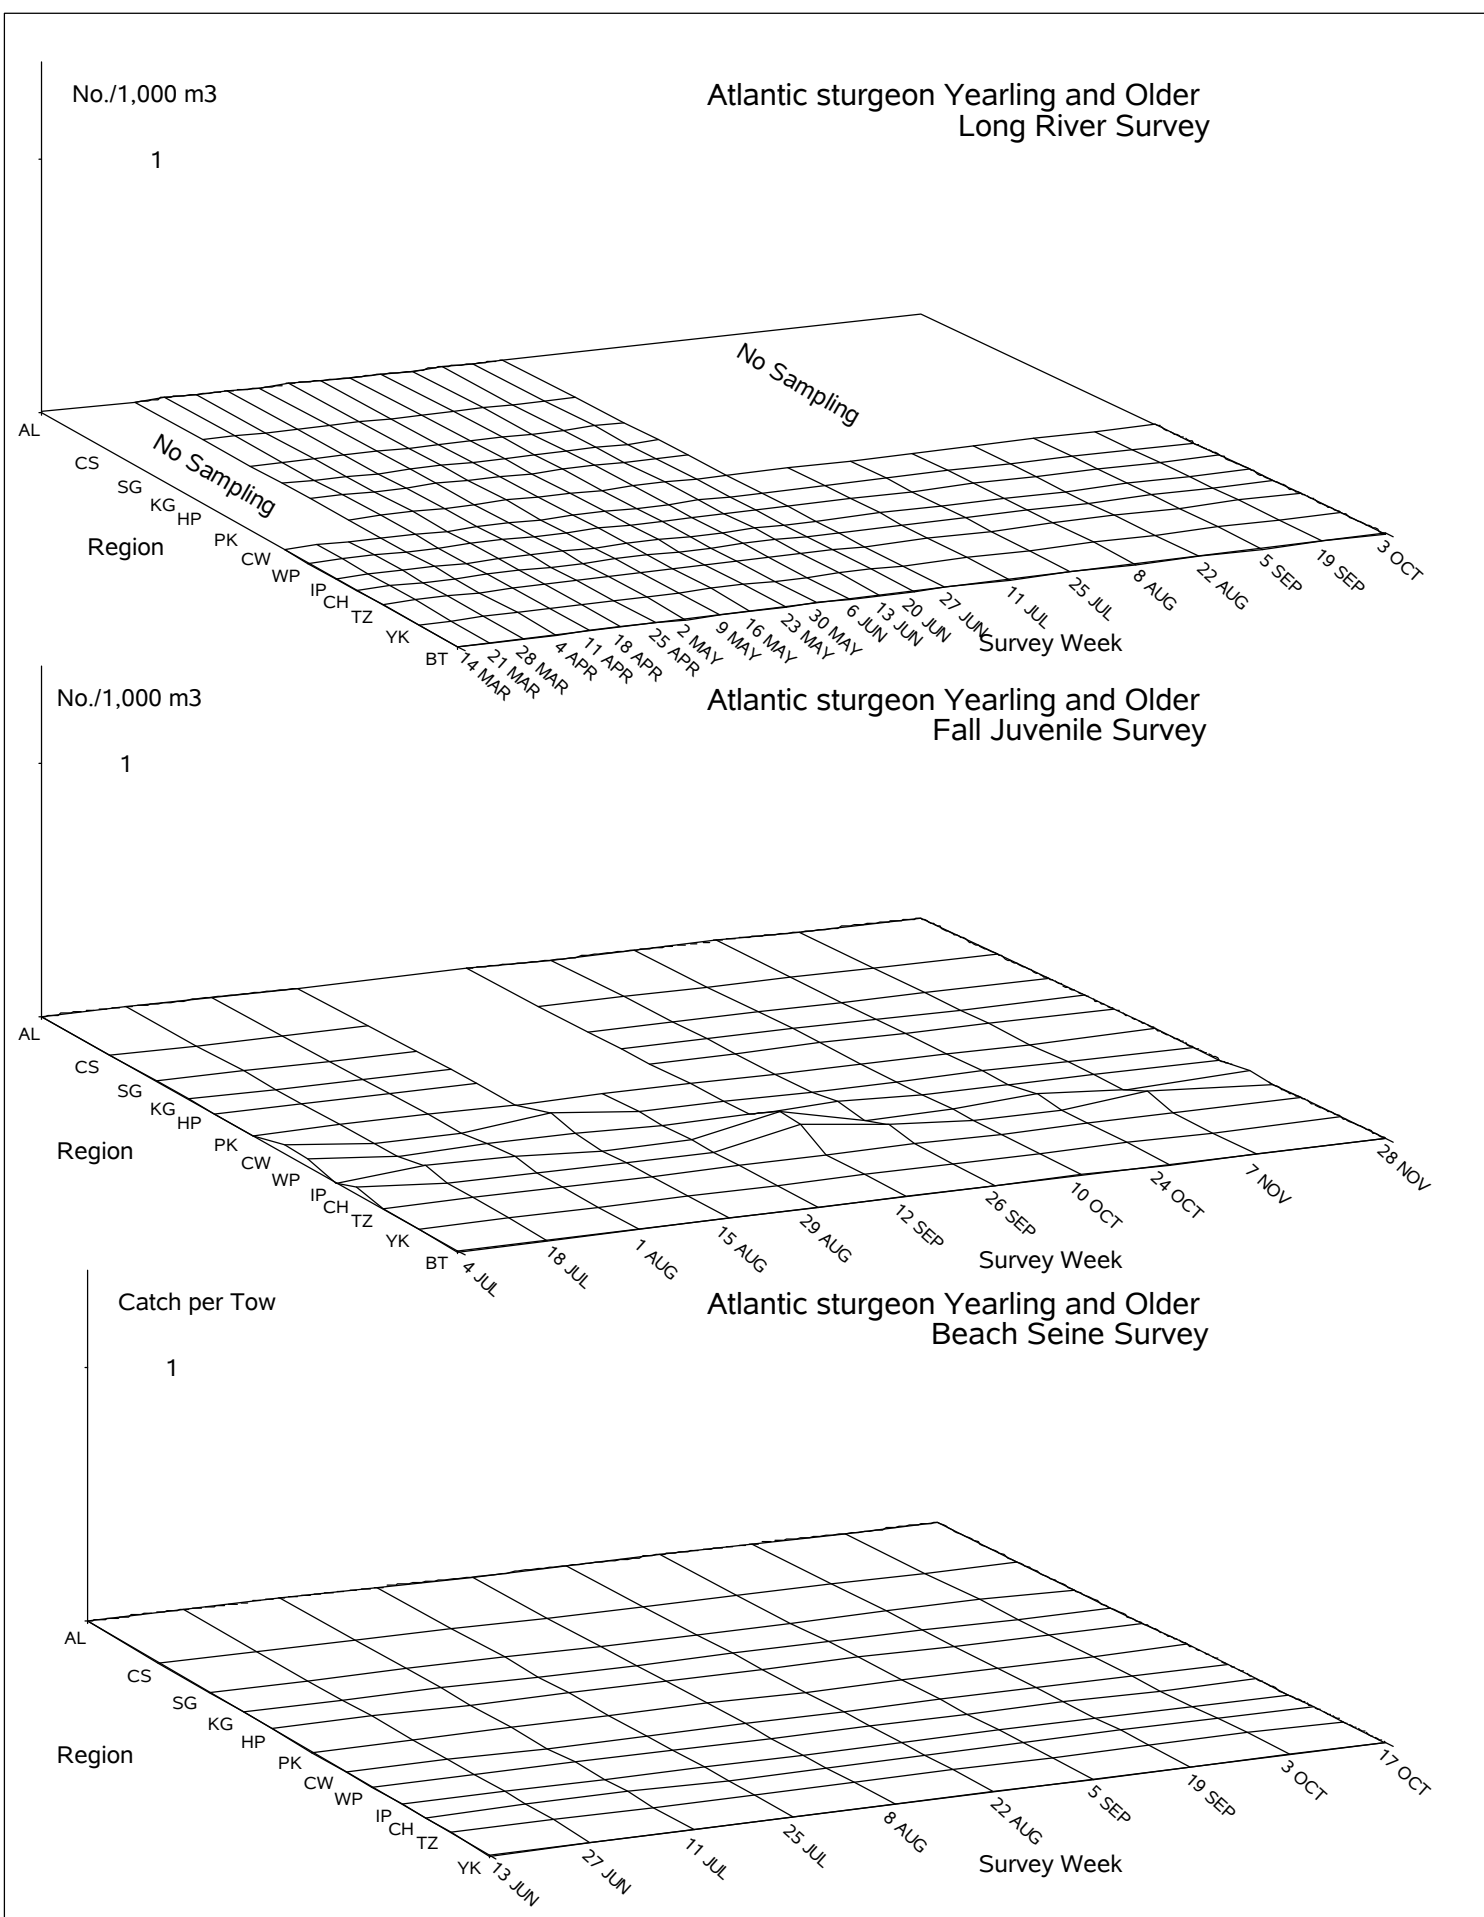 No./1,000 m3
Atlantic sturgeon Yearling and Older
Long River Survey
1
No Sampling
No Sampling
AL
CS
SG
KG
HP
PK
CW
WP
IP
CH
TZ
YK
BT
Region
14 MAR
21 MAR
28 MAR
4 APR
11 APR
18 APR
25 APR
2 MAY
9 MAY
16 MAY
23 MAY
30 MAY
6 JUN
13 JUN
20 JUN
27 JUN
11 JUL
25 JUL
8 AUG
22 AUG
5 SEP
19 SEP
3 OCT
Survey Week
No./1,000 m3
Atlantic sturgeon Yearling and Older
Fall Juvenile Survey
1
AL
CS
SG
KG
HP
PK
CW
WP
IP
CH
TZ
YK
BT
Region
4 JUL
18 JUL
1 AUG
15 AUG
29 AUG
12 SEP
26 SEP
10 OCT
24 OCT
7 NOV
28 NOV
Survey Week
Catch per Tow
Atlantic sturgeon Yearling and Older
Beach Seine Survey
1
AL
CS
SG
KG
HP
PK
CW
WP
IP
CH
TZ
YK
Region
13 JUN
27 JUN
11 JUL
25 JUL
8 AUG
22 AUG
5 SEP
19 SEP
3 OCT
17 OCT
Survey Week